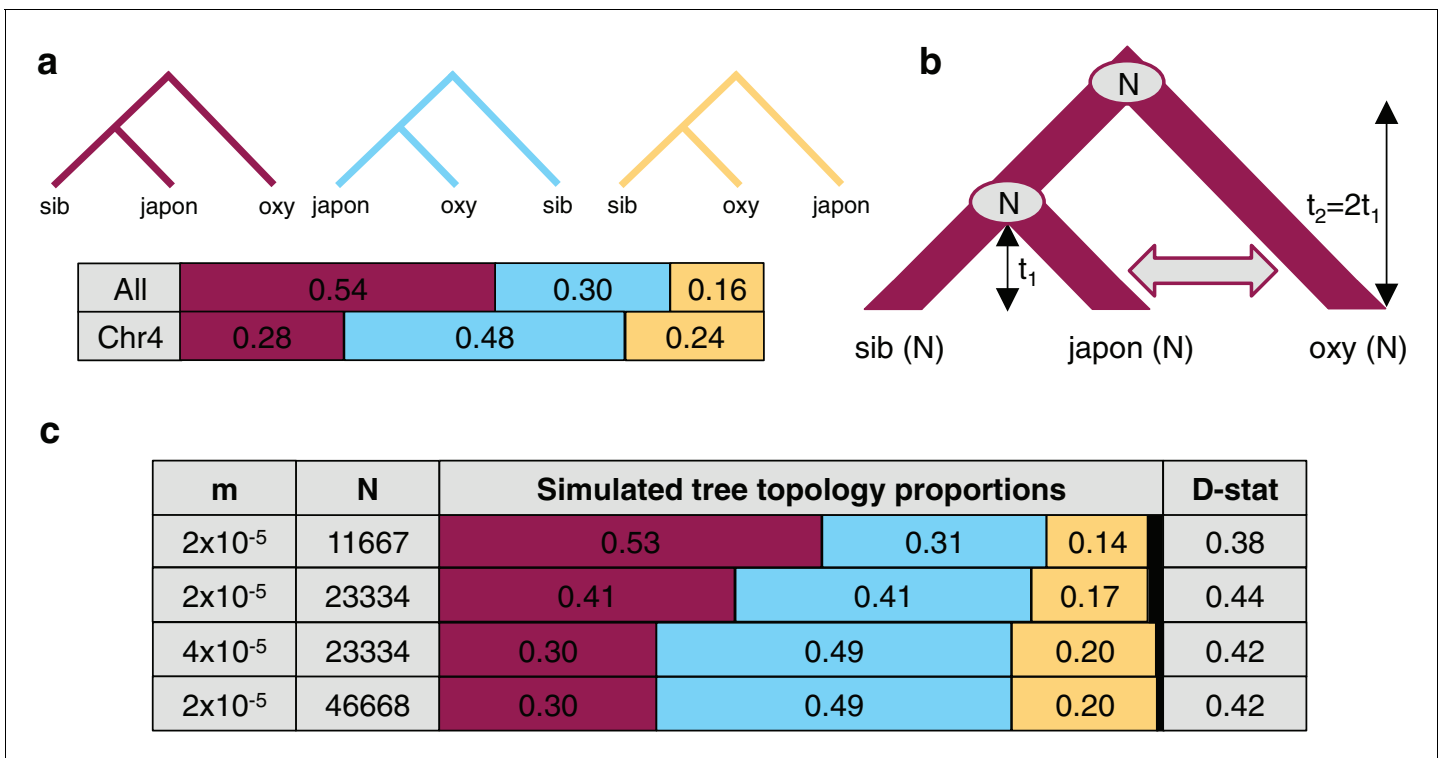 a
sib japon oxy japon oxy sib sib oxy japon
All 0.54 0.30 0.16
Chr4 0.28 0.48 0.24
b
N
N
t₂=2t₁
t₁
sib (N) japon (N) oxy (N)
c
m N Simulated tree topology proportions D-stat
2x10⁻⁵ 11667 0.53 0.31 0.14 0.38
2x10⁻⁵ 23334 0.41 0.41 0.17 0.44
4x10⁻⁵ 23334 0.30 0.49 0.20 0.42
2x10⁻⁵ 46668 0.30 0.49 0.20 0.42